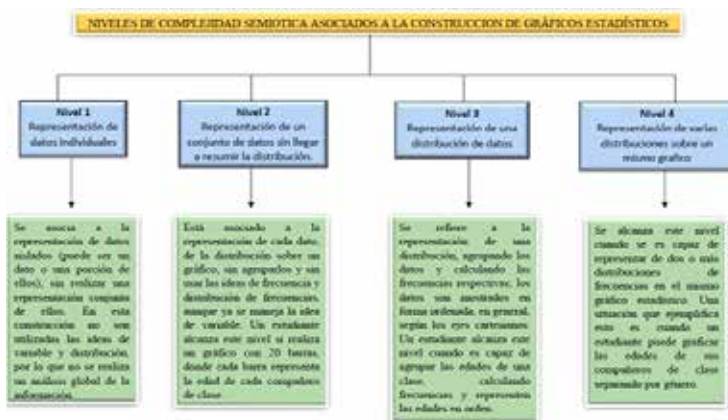 NIVELES DE COMPLEJIDAD SEMIOTICA ASOCIADOS A LA CONSTRUCCION DE GRÁFICOS ESTADÍSTICOS
Nivel 1
Representación de
datos individuales
Nivel 2
Representación de un
conjunto de datos sin llegar
a resumir la distribución.
Nivel 3
Representación de una
distribución de datos
Nivel 4
Representación de varias
distribuciones sobre un
mismo grafico
Se asocia a la
representación de datos
aislados (puede ser un
dato o una porción de
ellos), sin realizar una
representación conjunta
de ellos. En esta
construcción no son
utilizadas las ideas de
variable y distribución,
por lo que no se realiza
un análisis global de la
información.
Está asociado a la
representación de cada dato,
de la distribución sobre un
gráfico, sin agruparlos y sin
usar las ideas de frecuencia y
distribución de frecuencias,
aunque ya se maneja la idea
de variable. Un estudiante
alcanza este nivel si realiza
un gráfico con 20 barras,
donde cada barra representa
la edad de cada compañero
de clase
Se refiere a la
representación de una
distribución, agrupando los
datos y calculando las
frecuencias respectivas; los
datos son mostrados en
forma ordenada, en general,
según los ejes cartesianos.
Un estudiante alcanza este
nivel cuando es capaz de
agrupar las edades de una
clase, calculando
frecuencias y representen
las edades en orden.
Se alcanza este nivel
cuando se es capaz de
representar de dos o más
distribuciones de
frecuencias en el mismo
gráfico estadístico. Una
situación que ejemplifica
esto es cuando un
estudiante puede graficar
las edades de sus
compañeros de clase
separando por género.